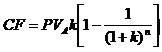 CF = PV_A k[1 - 1/(1+k)^n]